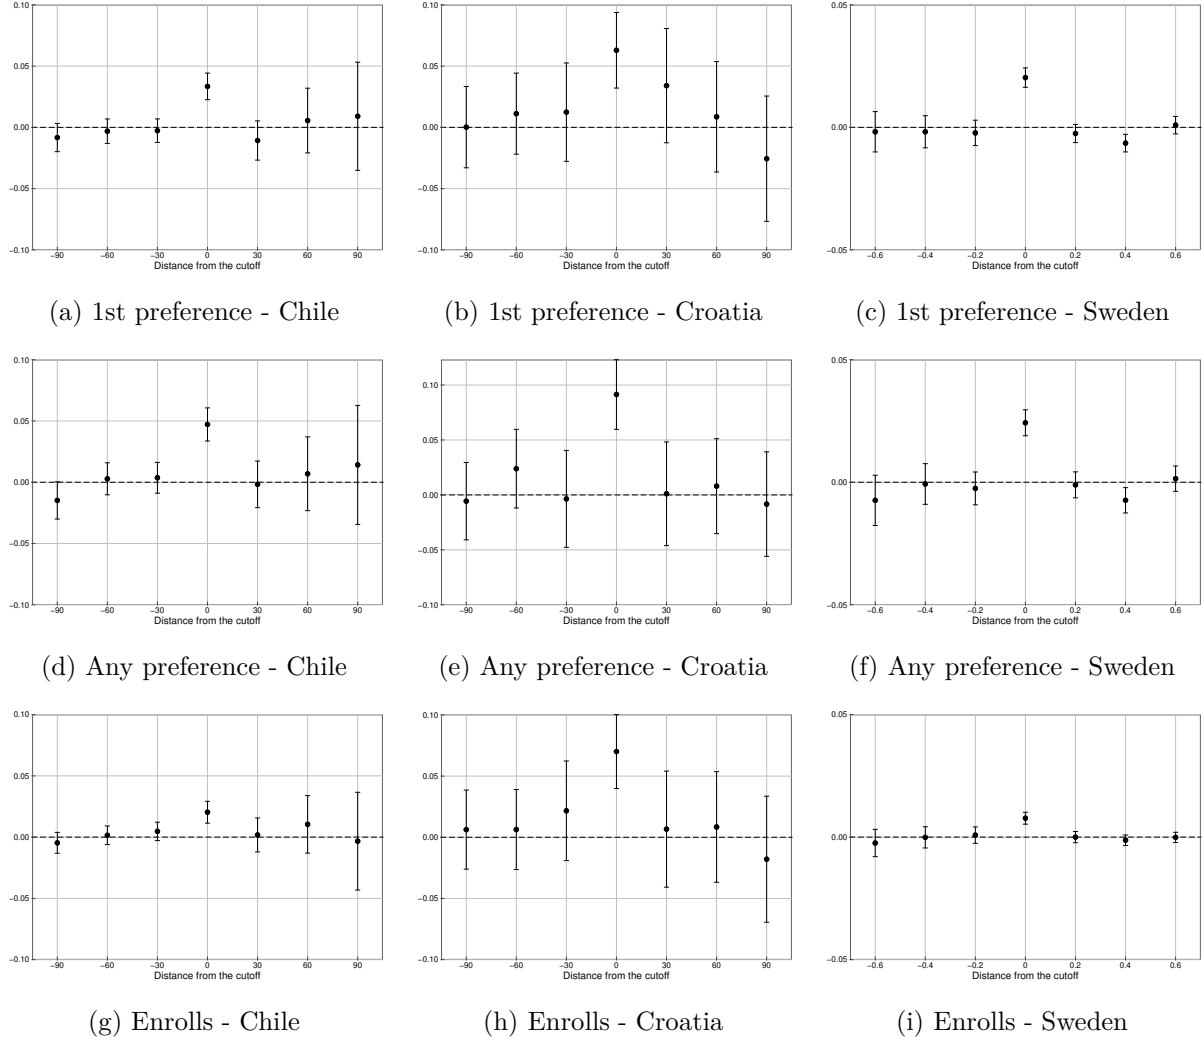 0.10
0.05
0.00
−0.05
−0.10
−90 −60 −30 0 30 60 90
Distance from the cutoff
(a) 1st preference - Chile
0.10
0.05
0.00
−0.05
−0.10
−90 −60 −30 0 30 60 90
Distance from the cutoff
(b) 1st preference - Croatia
0.05
0.00
−0.05
−0.6 −0.4 −0.2 0 0.2 0.4 0.6
Distance from the cutoff
(c) 1st preference - Sweden
0.10
0.05
0.00
−0.05
−0.10
−90 −60 −30 0 30 60 90
Distance from the cutoff
(d) Any preference - Chile
0.10
0.05
0.00
−0.05
−0.10
−90 −60 −30 0 30 60 90
Distance from the cutoff
(e) Any preference - Croatia
0.05
0.00
−0.05
−0.6 −0.4 −0.2 0 0.2 0.4 0.6
Distance from the cutoff
(f) Any preference - Sweden
0.10
0.05
0.00
−0.05
−0.10
−90 −60 −30 0 30 60 90
Distance from the cutoff
(g) Enrolls - Chile
0.10
0.05
0.00
−0.05
−0.10
−90 −60 −30 0 30 60 90
Distance from the cutoff
(h) Enrolls - Croatia
0.05
0.00
−0.05
−0.6 −0.4 −0.2 0 0.2 0.4 0.6
Distance from the cutoff
(i) Enrolls - Sweden